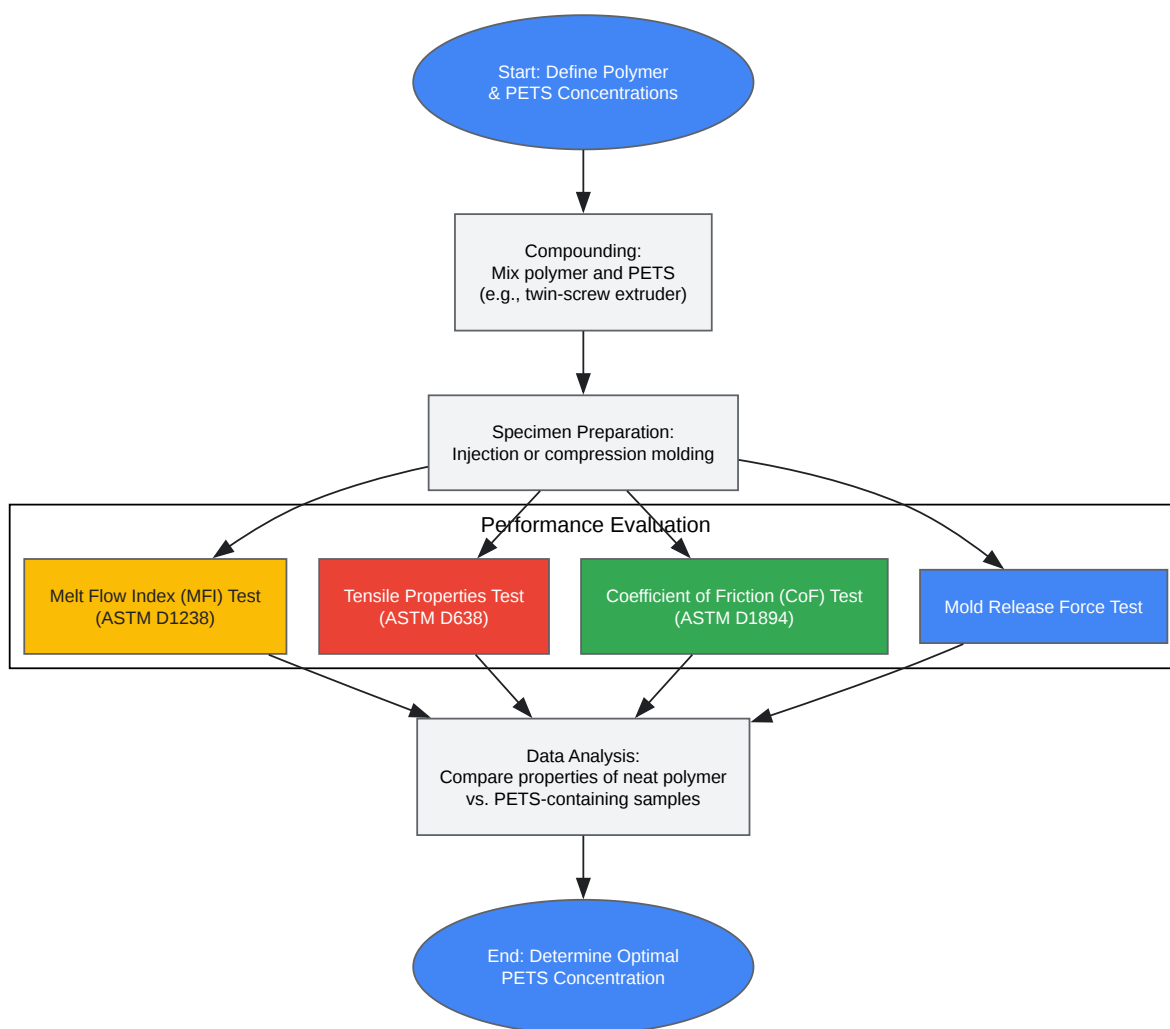 Start: Define Polymer
& PETS Concentrations
Compounding:
Mix polymer and PETS
(e.g., twin-screw extruder)
Specimen Preparation:
Injection or compression molding
Performance Evaluation
Melt Flow Index (MFI) Test
(ASTM D1238)
Tensile Properties Test
(ASTM D638)
Coefficient of Friction (CoF) Test
(ASTM D1894)
Mold Release Force Test
Data Analysis:
Compare properties of neat polymer
vs. PETS-containing samples
End: Determine Optimal
PETS Concentration